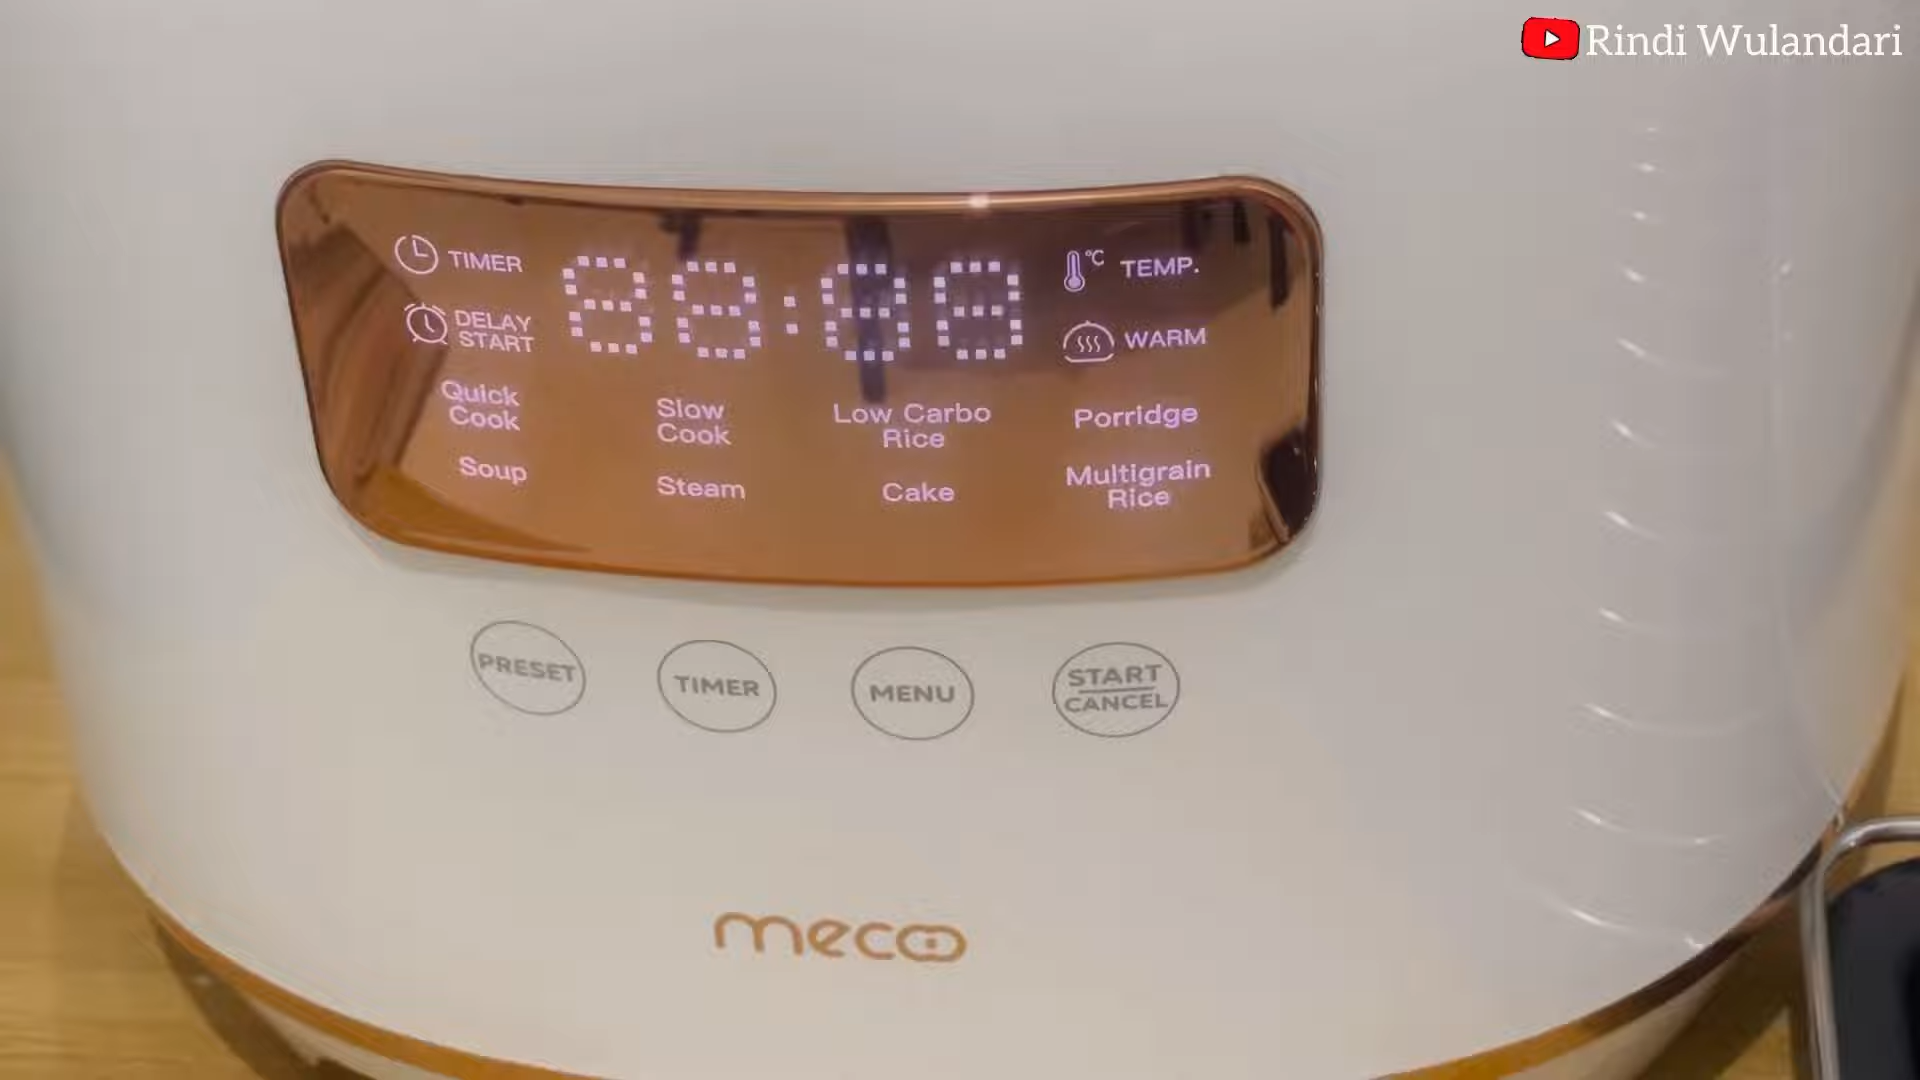 Rindi Wulandari
TIMER
88:88
°C TEMP.
DELAY
START
WARM
Quick
Cook
Slow
Cook
Low Carbo
Rice
Porridge
Soup
Steam
Cake
Multigrain
Rice
PRESET
TIMER
MENU
START
CANCEL
mecoo